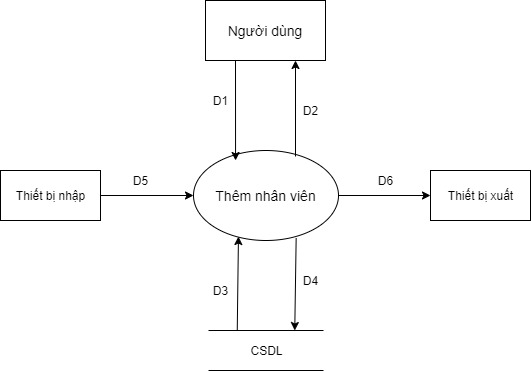 Người dùng
D1
D2
Thiết bị nhập
D5
Thêm nhân viên
D6
Thiết bị xuất
D3
D4
CSDL